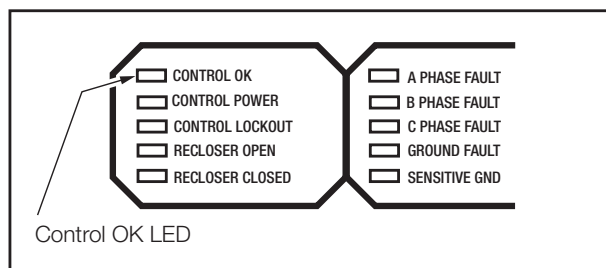 CONTROL OK
CONTROL POWER
CONTROL LOCKOUT
RECLOSER OPEN
RECLOSER CLOSED
A PHASE FAULT
B PHASE FAULT
C PHASE FAULT
GROUND FAULT
SENSITIVE GND
Control OK LED